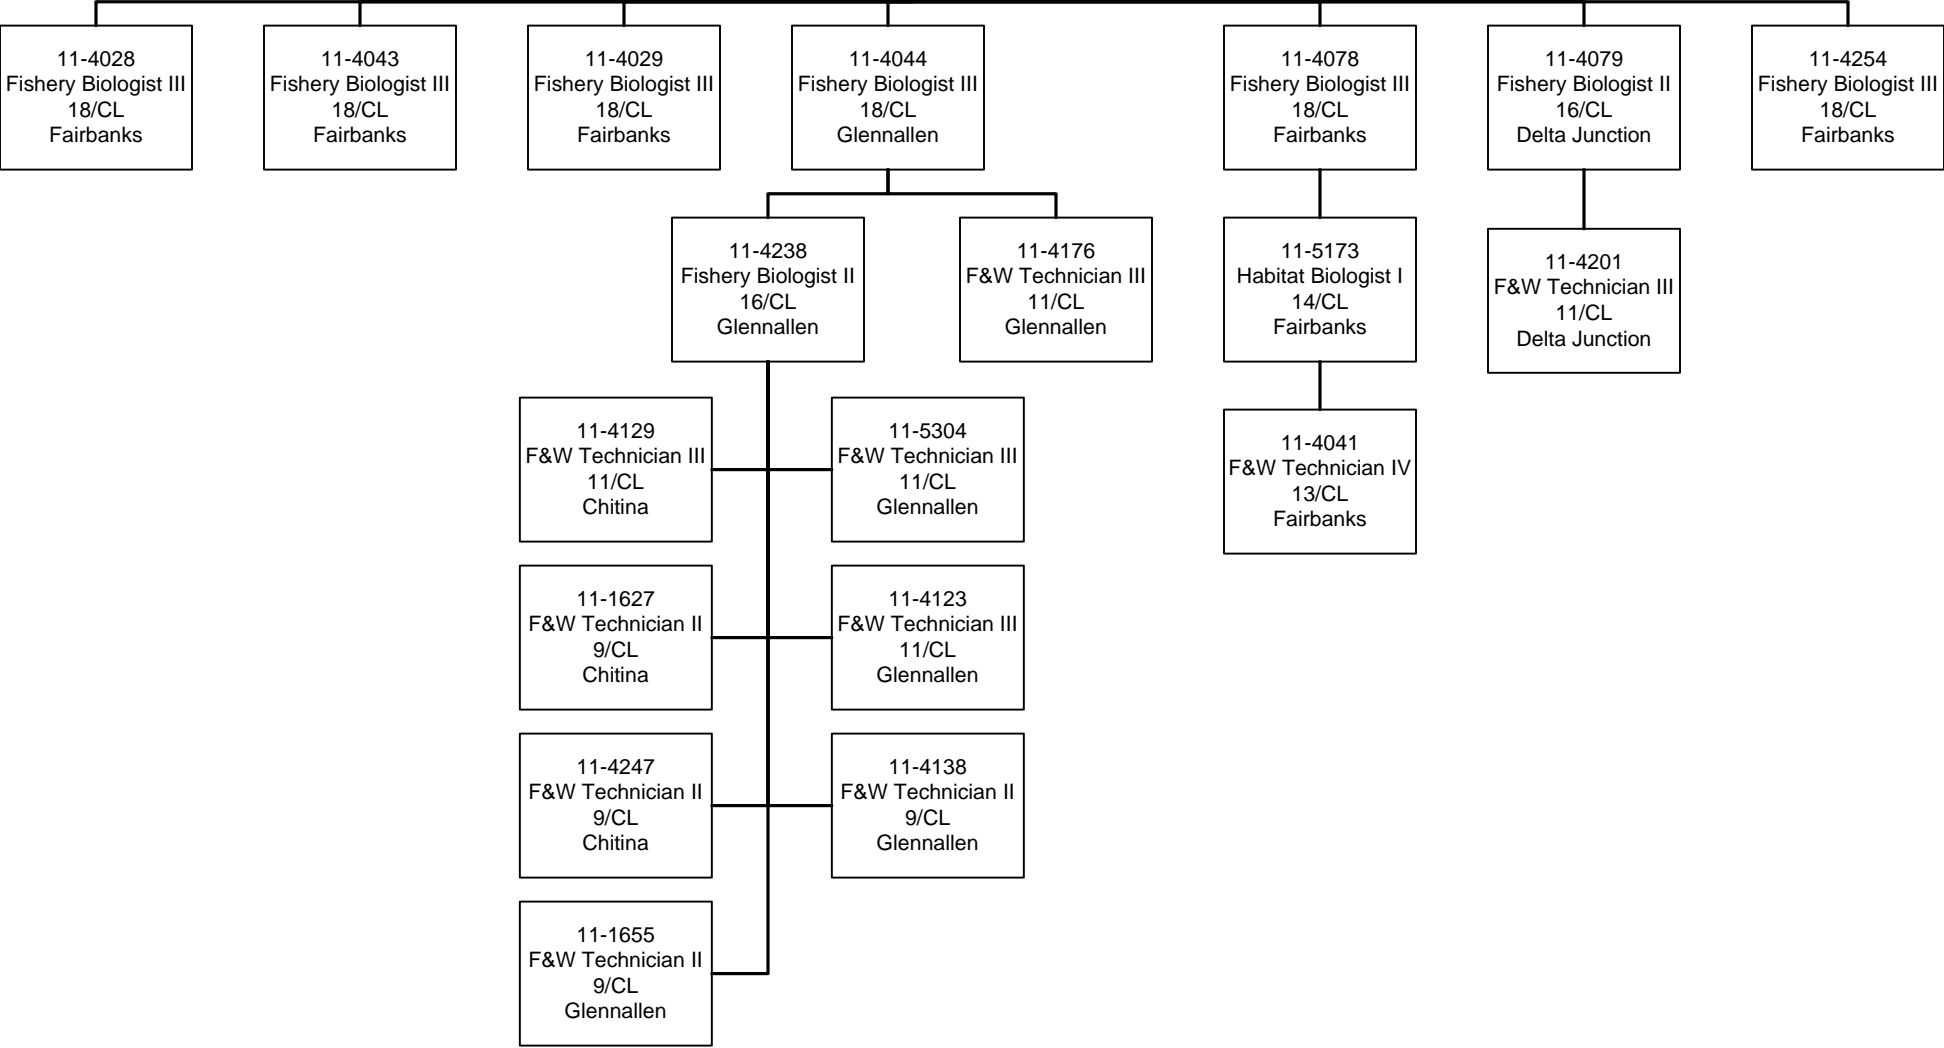 11-4028
Fishery Biologist III
18/CL
Fairbanks
11-4043
Fishery Biologist III
18/CL
Fairbanks
11-4029
Fishery Biologist III
18/CL
Fairbanks
11-4044
Fishery Biologist III
18/CL
Glennallen
11-4078
Fishery Biologist III
18/CL
Fairbanks
11-4079
Fishery Biologist II
16/CL
Delta Junction
11-4254
Fishery Biologist III
18/CL
Fairbanks
11-4238
Fishery Biologist II
16/CL
Glennallen
11-4176
F&W Technician III
11/CL
Glennallen
11-5173
Habitat Biologist I
14/CL
Fairbanks
11-4201
F&W Technician III
11/CL
Delta Junction
11-4129
F&W Technician III
11/CL
Chitina
11-5304
F&W Technician III
11/CL
Glennallen
11-4041
F&W Technician IV
13/CL
Fairbanks
11-1627
F&W Technician II
9/CL
Chitina
11-4123
F&W Technician III
11/CL
Glennallen
11-4247
F&W Technician II
9/CL
Chitina
11-4138
F&W Technician II
9/CL
Glennallen
11-1655
F&W Technician II
9/CL
Glennallen